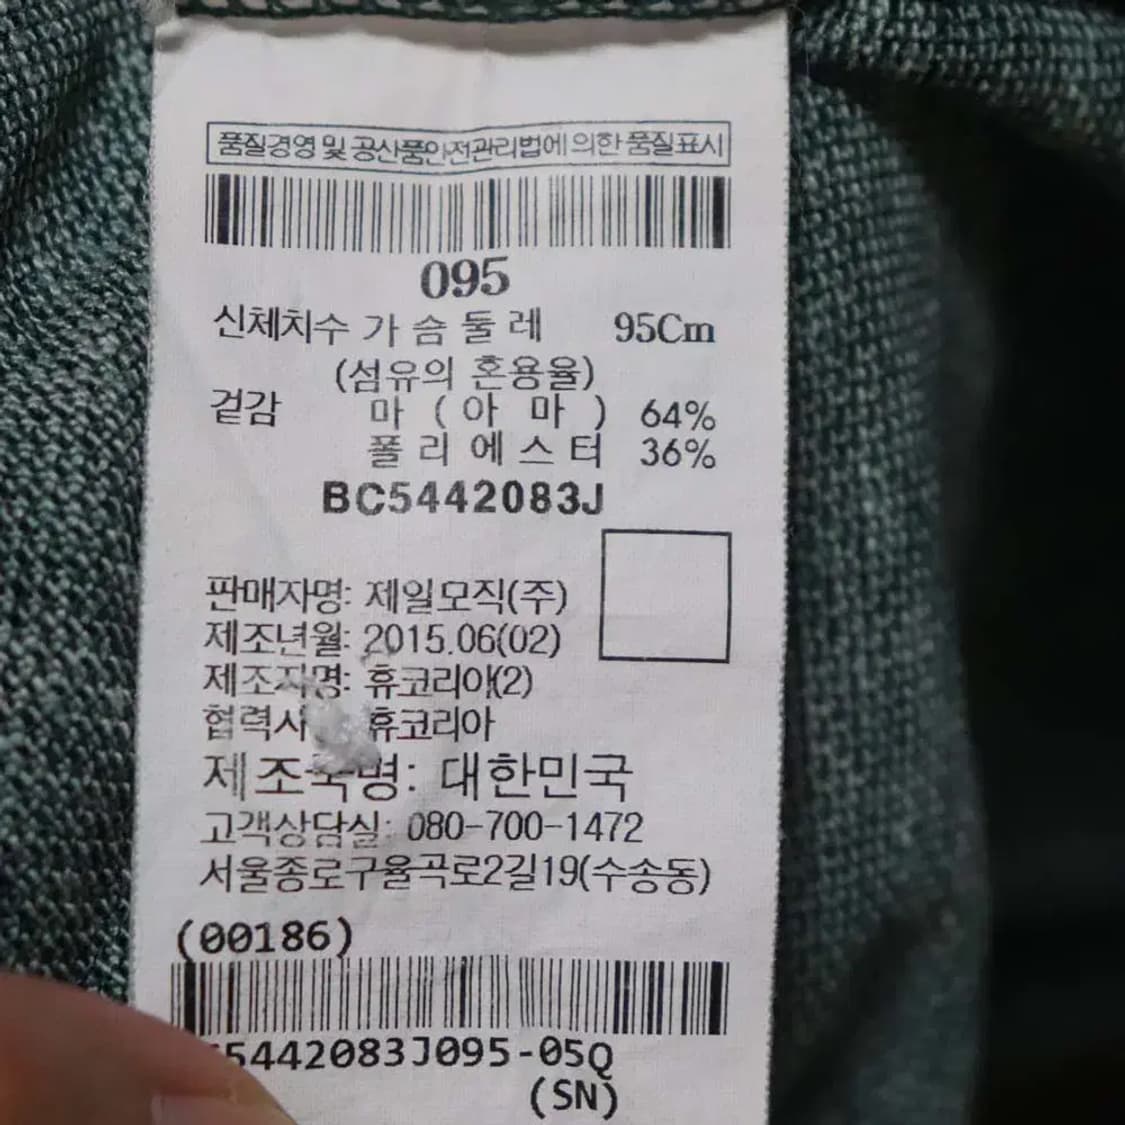 품질경영 및 공산품안전관리법에 의한 품질표시
095
신체치수 가 슴 둘 레 95Cm
(섬유의 혼용율)
겉감 마 ( 아 마 ) 64%
폴 리 에 스 터 36%
BC5442083J
판매자명: 제일모직(주)
제조년월: 2015.06(02)
제조자명: 휴코리아(2)
협력사 휴코리아
제조국명: 대한민국
고객상담실: 080-700-1472
서울종로구율곡로2길19(수송동)
(00186)
5442083J095-05Q
(SN)